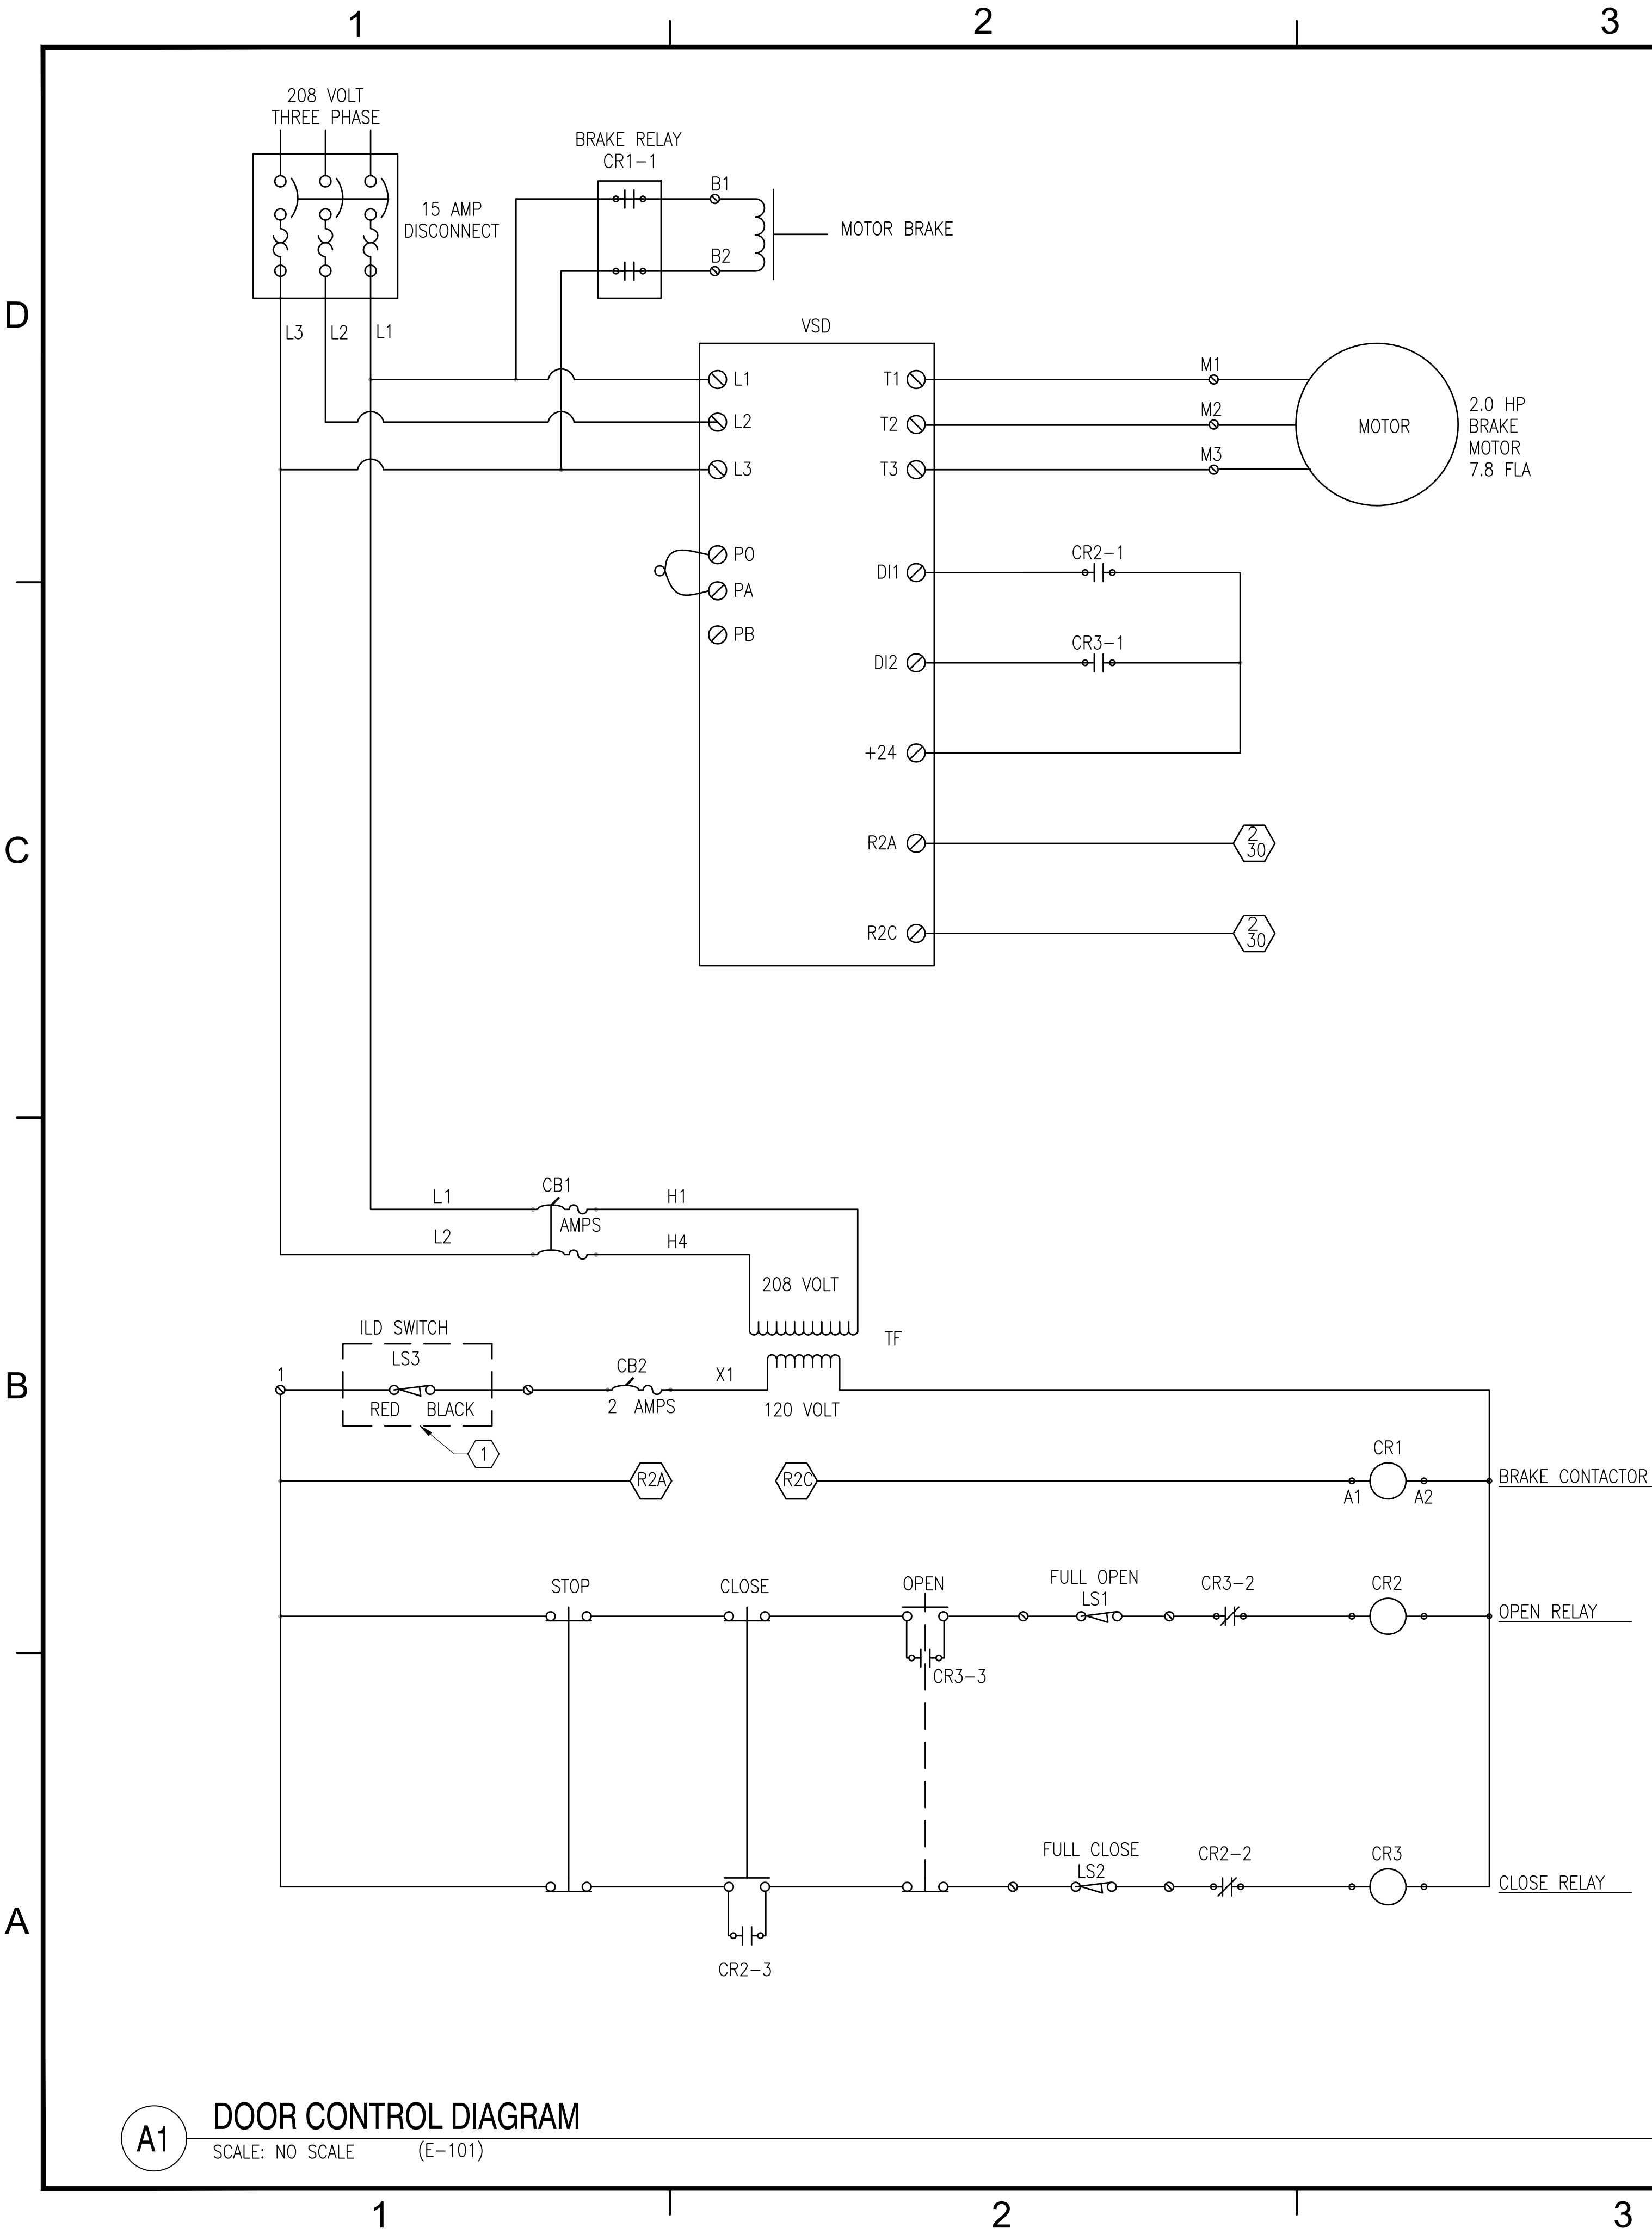 1
2
3
208 VOLT
THREE PHASE
BRAKE RELAY
CR1-1
B1
15 AMP
DISCONNECT
MOTOR BRAKE
B2
D
L3
L2
L1
VSD
L1
T1
M1
L2
T2
M2
MOTOR
2.0 HP
BRAKE
MOTOR
7.8 FLA
L3
T3
M3
PO
CR2-1
DI1
PA
PB
CR3-1
DI2
+24
C
R2A
2
30
R2C
2
30
L1
CB1
H1
AMPS
L2
H4
208 VOLT
ILD SWITCH
TF
LS3
B
1
CB2
X1
RED
BLACK
2 AMPS
120 VOLT
1
CR1
R2A
R2C
BRAKE CONTACTOR
A1
A2
STOP
CLOSE
OPEN
FULL OPEN
LS1
CR3-2
CR2
OPEN RELAY
CR3-3
FULL CLOSE
LS2
CR2-2
CR3
CLOSE RELAY
A
CR2-3
A1
DOOR CONTROL DIAGRAM
SCALE: NO SCALE
(E-101)
1
2
3